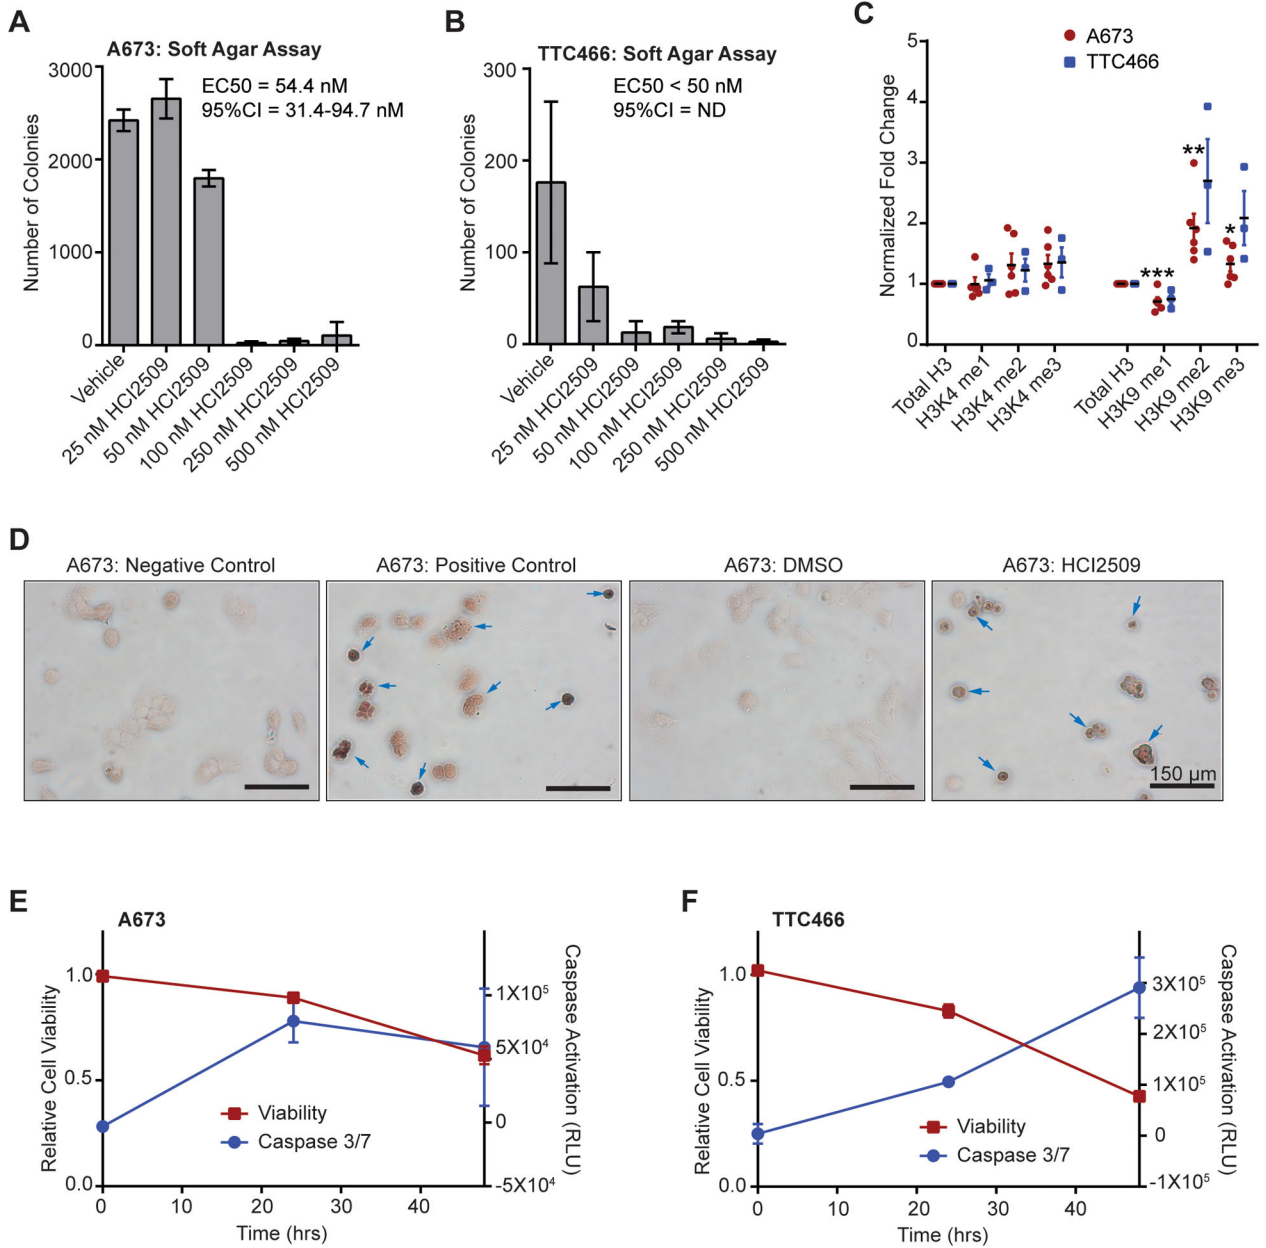 A
A673: Soft Agar Assay
EC50 = 54.4 nM
95%CI = 31.4-94.7 nM
Number of Colonies
3000
2000
1000
0
Vehicle
25 nM HCI2509
50 nM HCI2509
100 nM HCI2509
250 nM HCI2509
500 nM HCI2509
B
TTC466: Soft Agar Assay
EC50 < 50 nM
95%CI = ND
Number of Colonies
300
200
100
0
Vehicle
25 nM HCI2509
50 nM HCI2509
100 nM HCI2509
250 nM HCI2509
500 nM HCI2509
C
A673
TTC466
Normalized Fold Change
5
4
3
2
1
0
***
**
*
Total H3
H3K4 me1
H3K4 me2
H3K4 me3
Total H3
H3K9 me1
H3K9 me2
H3K9 me3
D
A673: Negative Control
A673: Positive Control
A673: DMSO
A673: HCI2509
150 µm
E
A673
Relative Cell Viability
1.0
0.5
0.0
Viability
Caspase 3/7
1X10⁵
5X10⁴
0
-5X10⁴
Caspase Activation (RLU)
0 10 20 30 40
Time (hrs)
F
TTC466
Relative Cell Viability
1.0
0.5
0.0
Viability
Caspase 3/7
3X10⁵
2X10⁵
1X10⁵
0
-1X10⁵
Caspase Activation (RLU)
0 10 20 30 40
Time (hrs)